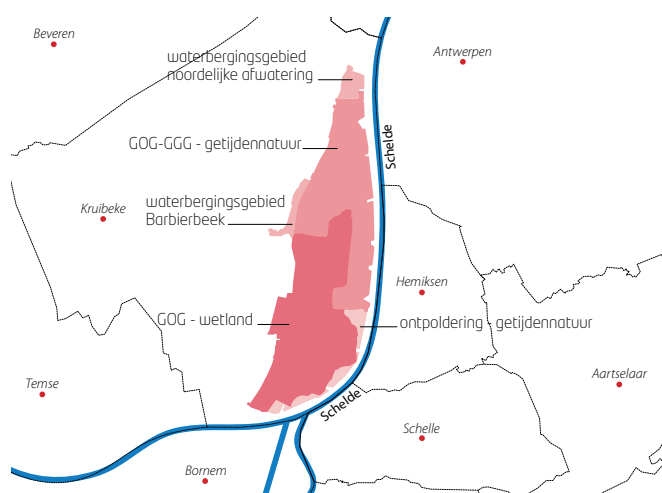 Beveren
waterbergingsgebied
noordelijke afwatering
Antwerpen
GOG-GGG - getijdennatuur
Schelde
waterbergingsgebied
Barbierbeek
Kruibeke
Hemiksen
GOG - wetland
ontpoldering - getijdennatuur
Temse
Aartselaar
Schelde
Schelle
Bornem